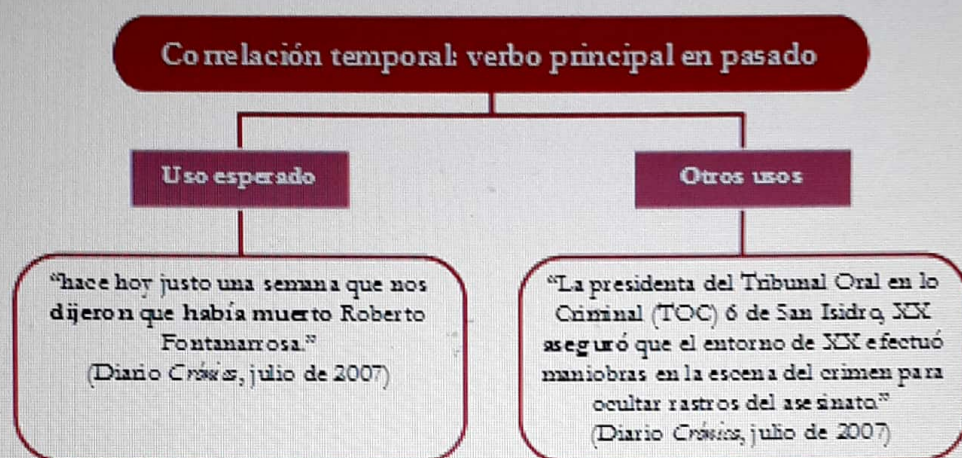 Correlación temporal: verbo principal en pasado
Uso esperado
Otros usos
“hace hoy justo una semana que nos
dijeron que había muerto Roberto
Fontanarrosa.”
(Diario Crónica, julio de 2007)
“La presidenta del Tribunal Oral en lo
Criminal (TOC) 6 de San Isidro, XX
aseguró que el entorno de XX efectuó
maniobras en la escena del crimen para
ocultar rastros del asesinato.”
(Diario Crónica, julio de 2007)